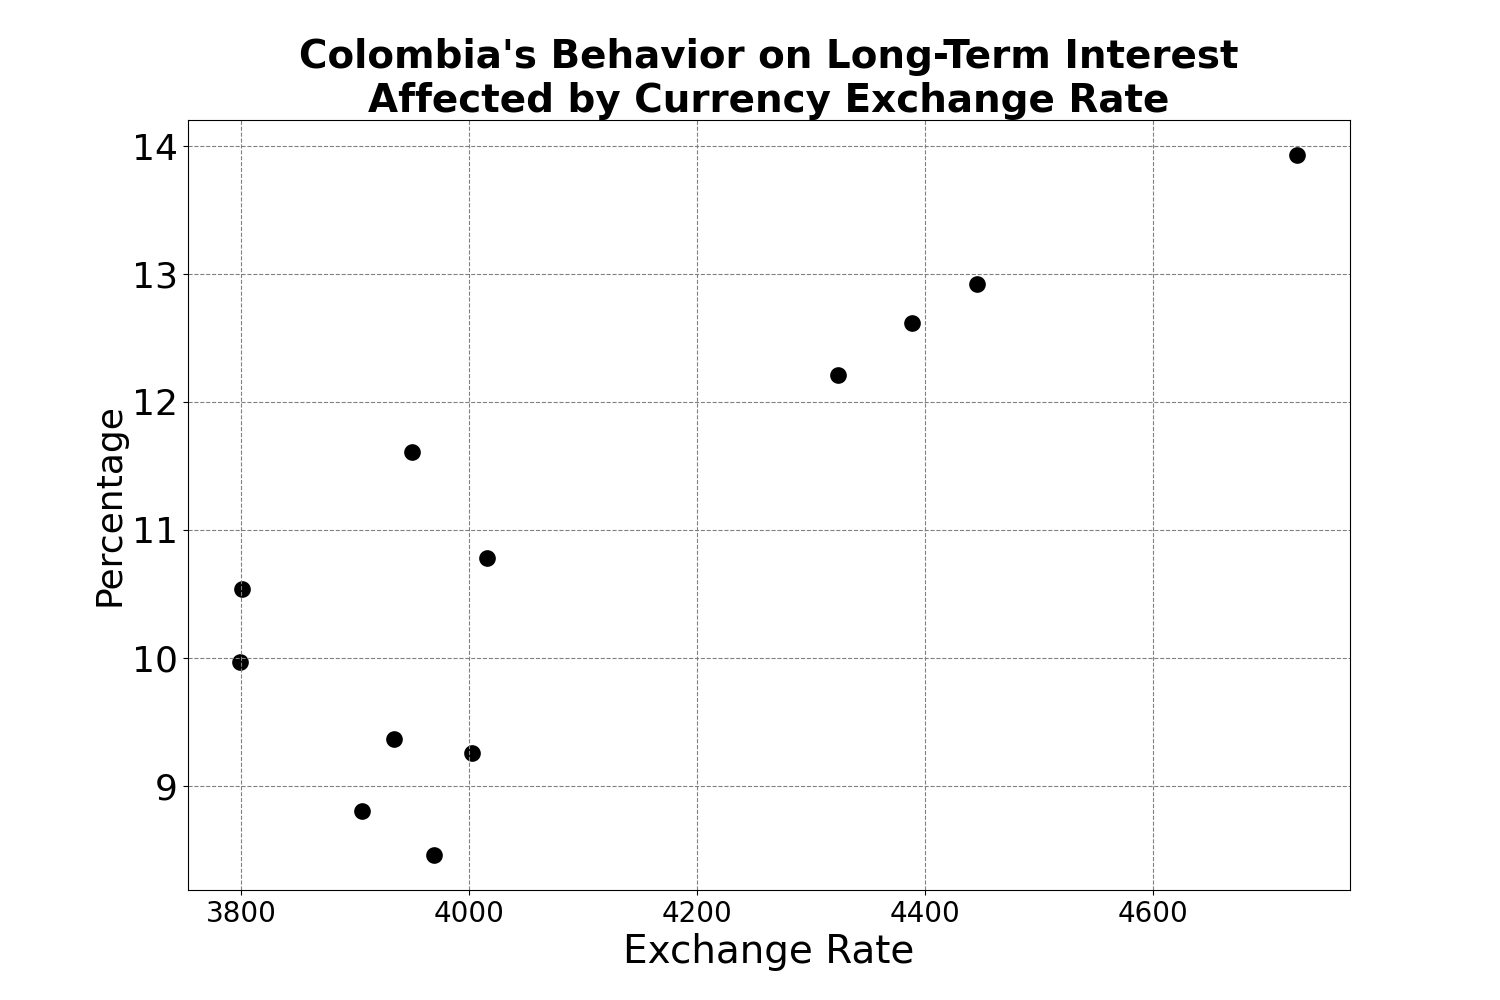 Colombia's Behavior on Long-Term Interest
Affected by Currency Exchange Rate
14
13
12
11
10
9
Percentage
3800 4000 4200 4400 4600
Exchange Rate